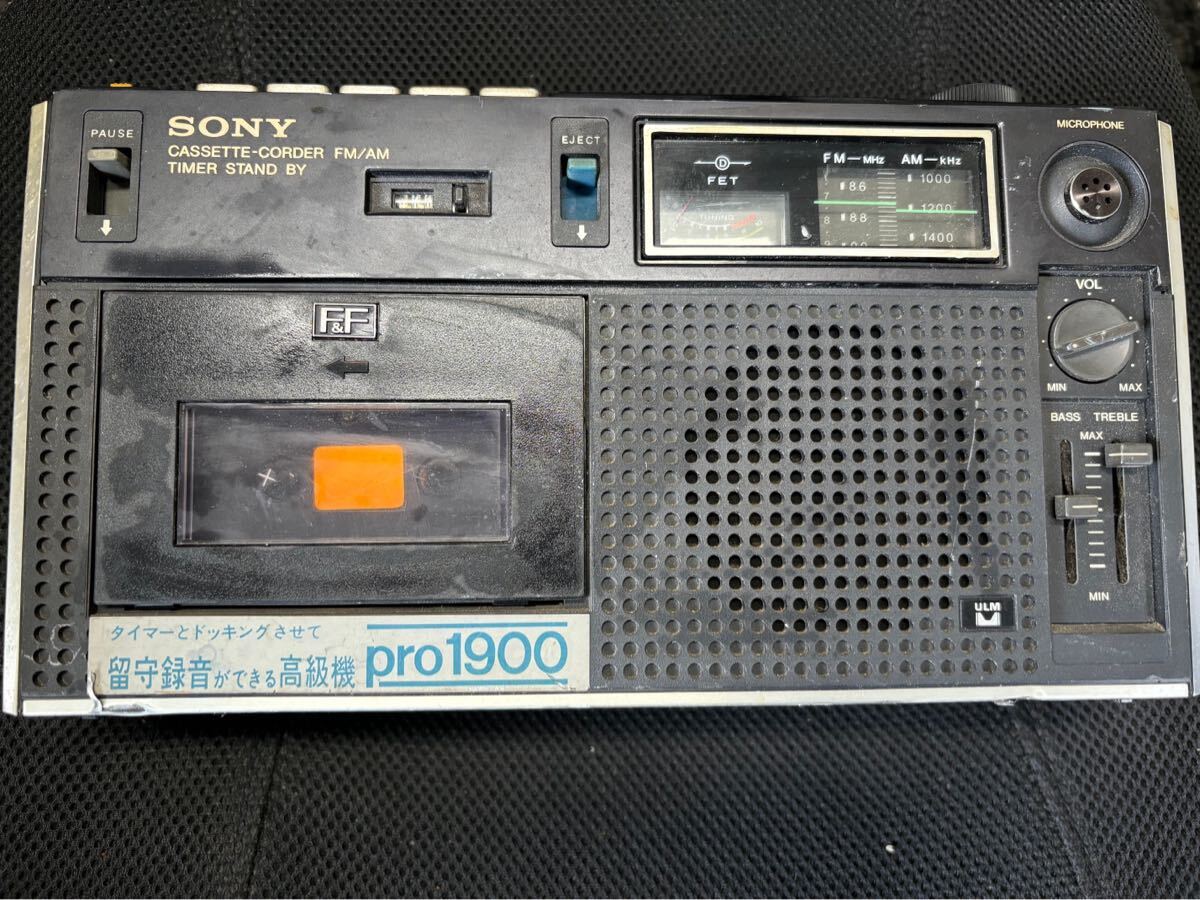 PAUSE
SONY
CASSETTE-CORDER FM/AM
TIMER STAND BY
EJECT
D
FET
TUNING
FM—MHz AM—kHz
86 1000
1200
88 1400
MICROPHONE
F&F
VOL
MIN MAX
BASS TREBLE
MAX
MIN
ULM
タイマーとドッキングさせて
留守録音ができる高級機 pro1900